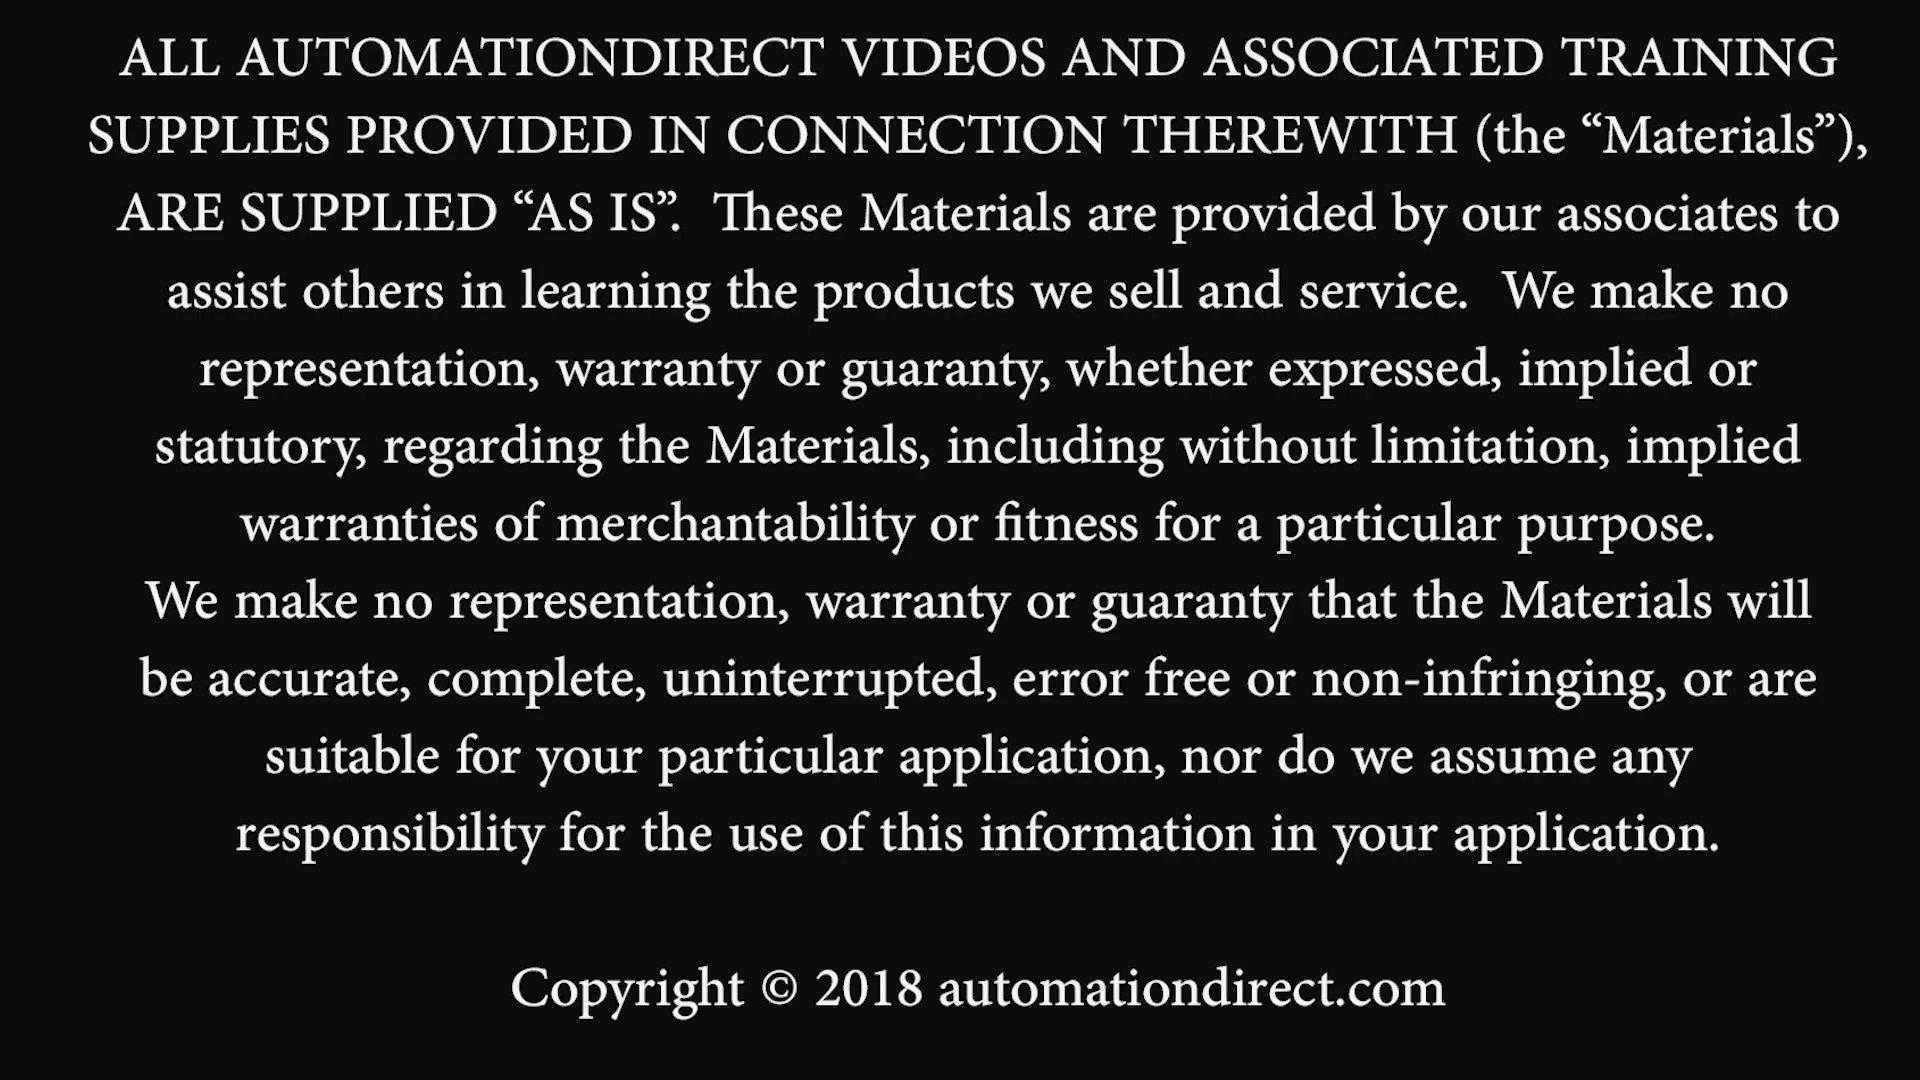 ALL AUTOMATIONDIRECT VIDEOS AND ASSOCIATED TRAINING
SUPPLIES PROVIDED IN CONNECTION THEREWITH (the “Materials”),
ARE SUPPLIED “AS IS”.  These Materials are provided by our associates to
assist others in learning the products we sell and service.  We make no
representation, warranty or guaranty, whether expressed, implied or
statutory, regarding the Materials, including without limitation, implied
warranties of merchantability or fitness for a particular purpose.
We make no representation, warranty or guaranty that the Materials will
be accurate, complete, uninterrupted, error free or non-infringing, or are
suitable for your particular application, nor do we assume any
responsibility for the use of this information in your application.
Copyright © 2018 automationdirect.com